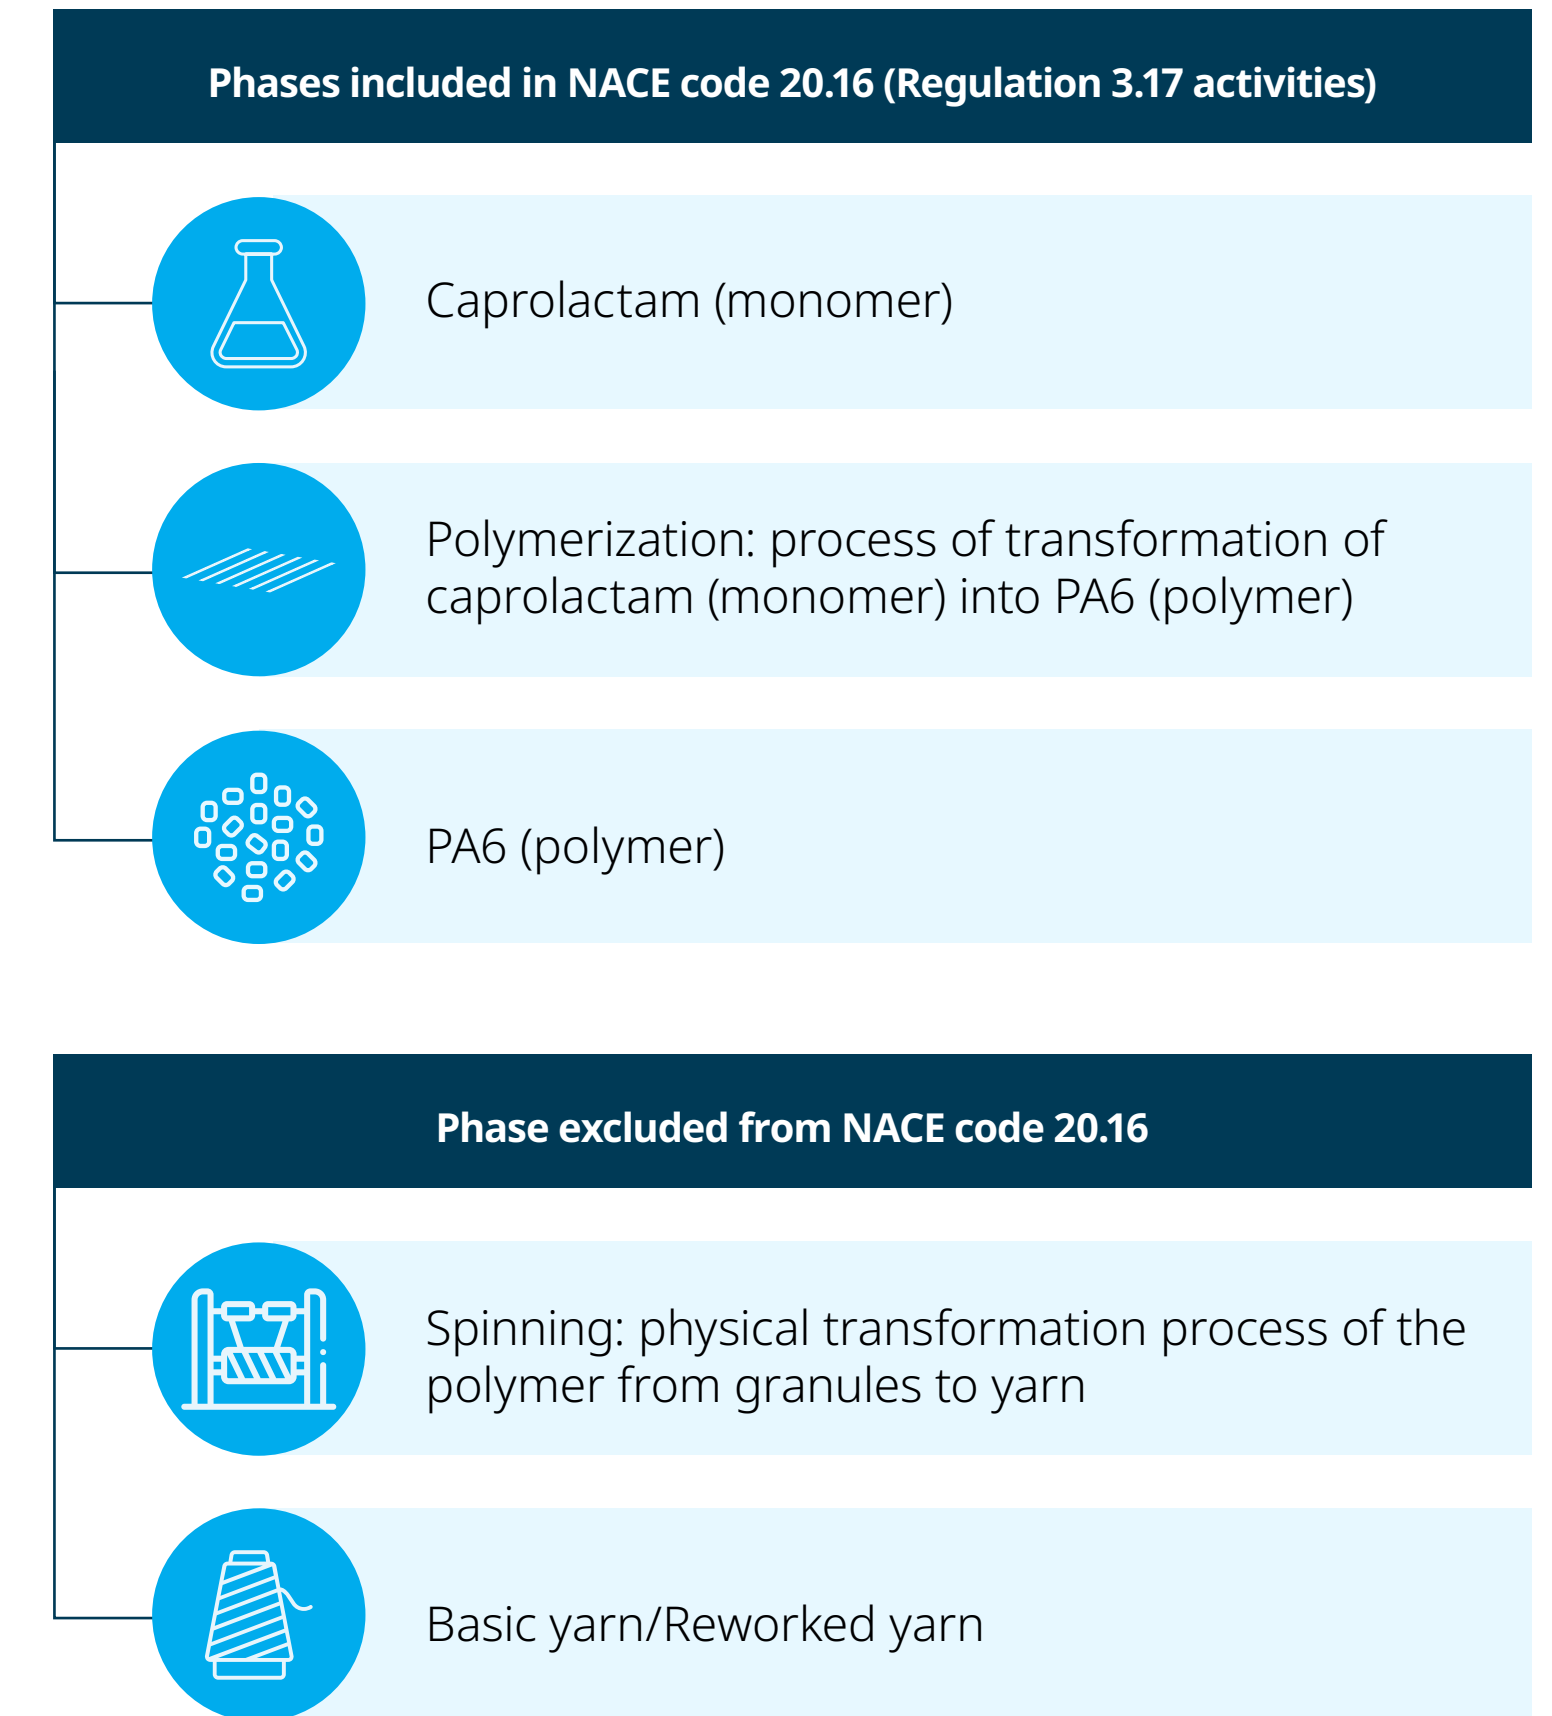 Phases included in NACE code 20.16 (Regulation 3.17 activities)
Caprolactam (monomer)
Polymerization: process of transformation of
caprolactam (monomer) into PA6 (polymer)
PA6 (polymer)
Phase excluded from NACE code 20.16
Spinning: physical transformation process of the
polymer from granules to yarn
Basic yarn/Reworked yarn